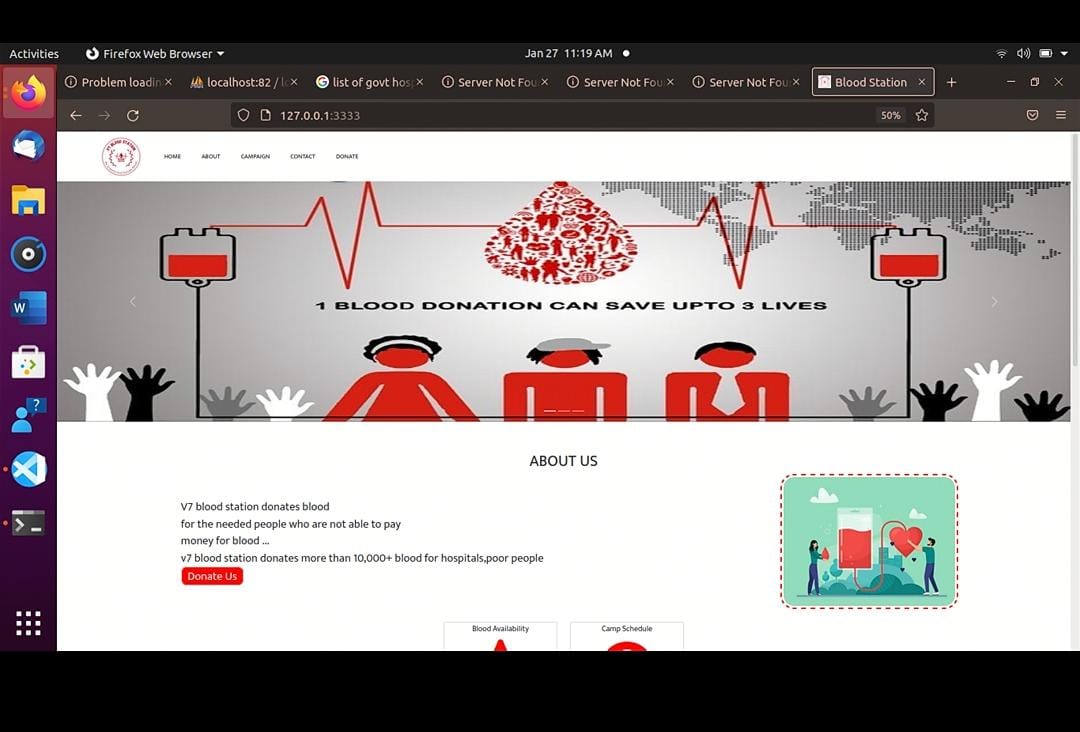 Activities
Firefox Web Browser
Jan 27 11:19 AM
Problem loadin
localhost:82 / lo
list of govt hosp
Server Not Fou
Server Not Fou
Server Not Fou
Blood Station
127.0.0.1:3333
50%
HOME
ABOUT
CAMPAIGN
CONTACT
DONATE
1 BLOOD DONATION CAN SAVE UPTO 3 LIVES
W
?
ABOUT US
V7 blood station donates blood
for the needed people who are not able to pay
money for blood ...
v7 blood station donates more than 10,000+ blood for hospitals,poor people
Donate Us
Blood Availability
Camp Schedule